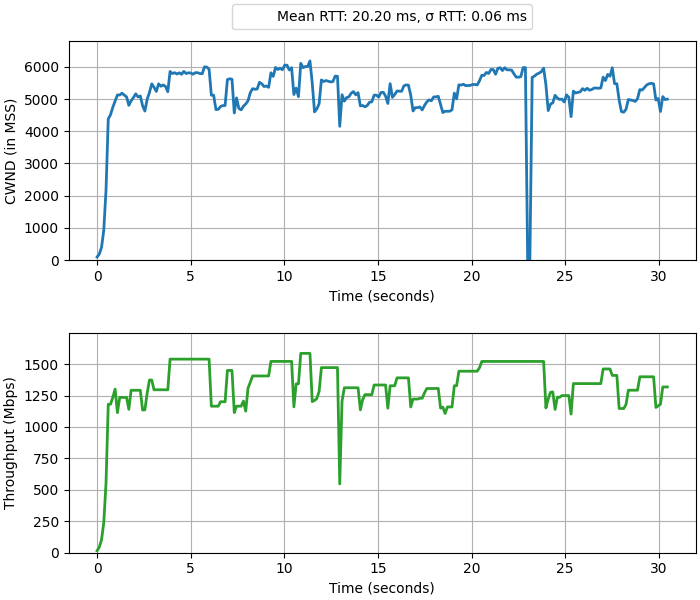 Mean RTT: 20.20 ms, σ RTT: 0.06 ms
6000
5000
4000
3000
2000
1000
0
CWND (in MSS)
0 5 10 15 20 25 30
Time (seconds)
1500
1250
1000
750
500
250
0
Throughput (Mbps)
0 5 10 15 20 25 30
Time (seconds)